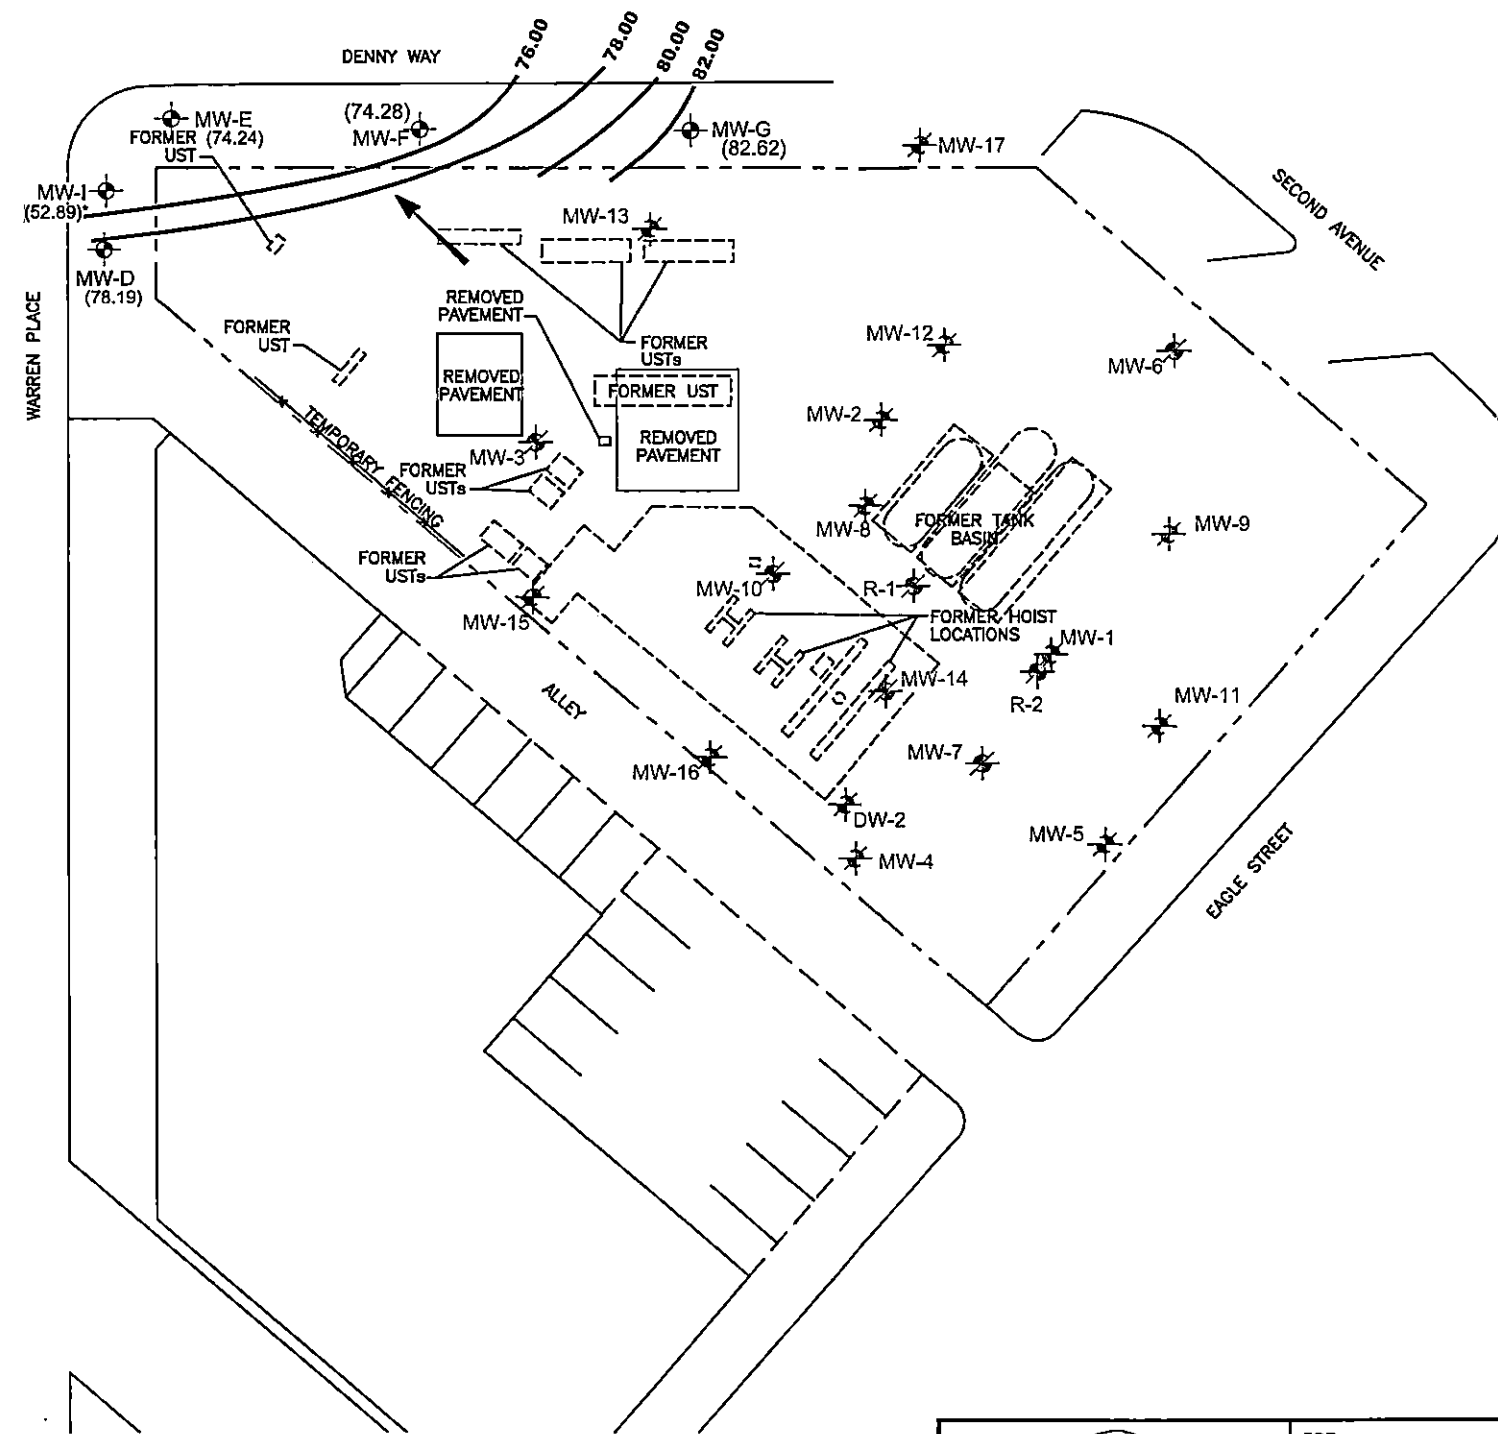 DENNY WAY
76.00
78.00
80.00
82.00
MW-E
(74.24)
FORMER
UST
(74.28)
MW-F
MW-G
(82.62)
MW-17
MW-I
(52.89)*
MW-D
(78.19)
WARREN PLACE
SECOND AVENUE
MW-13
REMOVED
PAVEMENT
FORMER
USTs
FORMER
UST
REMOVED
PAVEMENT
FORMER UST
REMOVED
PAVEMENT
MW-12
MW-6
MW-2
TEMPORARY FENCING
MW-3
FORMER
USTs
MW-8
FORMER TANK
BASIN
MW-9
FORMER
USTs
MW-10
R-1
MW-15
FORMER HOIST
LOCATIONS
MW-1
R-2
MW-14
ALLEY
MW-11
MW-7
MW-16
DW-2
MW-4
MW-5
EAGLE STREET